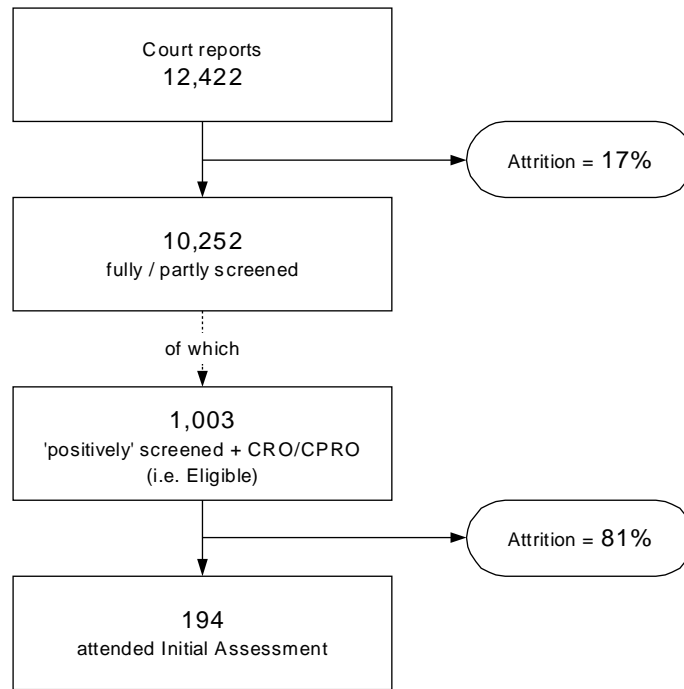 Court reports
12,422
Attrition = 17%
10,252
fully / partly screened
of which
1,003
'positively' screened + CRO/CPRO
(i.e. Eligible)
Attrition = 81%
194
attended Initial Assessment